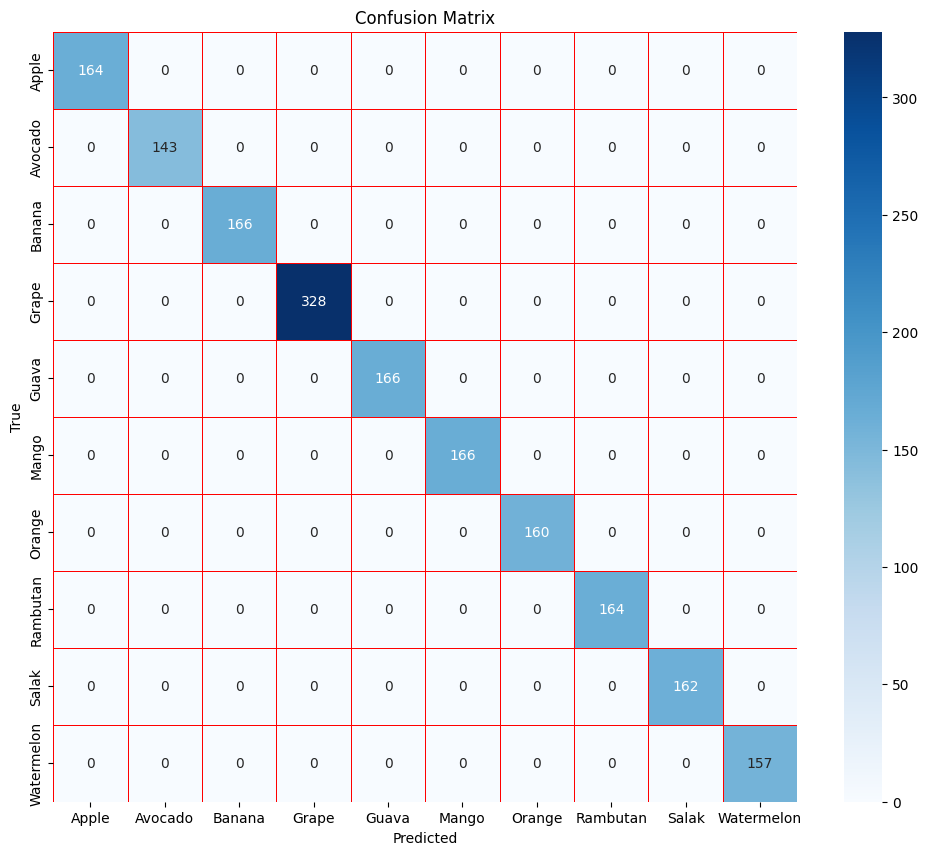 Confusion Matrix
Apple 164 0 0 0 0 0 0 0 0 0
Avocado 0 143 0 0 0 0 0 0 0 0
Banana 0 0 166 0 0 0 0 0 0 0
Grape 0 0 0 328 0 0 0 0 0 0
Guava 0 0 0 0 166 0 0 0 0 0
Mango 0 0 0 0 0 166 0 0 0 0
Orange 0 0 0 0 0 0 160 0 0 0
Rambutan 0 0 0 0 0 0 0 164 0 0
Salak 0 0 0 0 0 0 0 0 162 0
Watermelon 0 0 0 0 0 0 0 0 0 157
True
Apple Avocado Banana Grape Guava Mango Orange Rambutan Salak Watermelon
Predicted
300
250
200
150
100
50
0